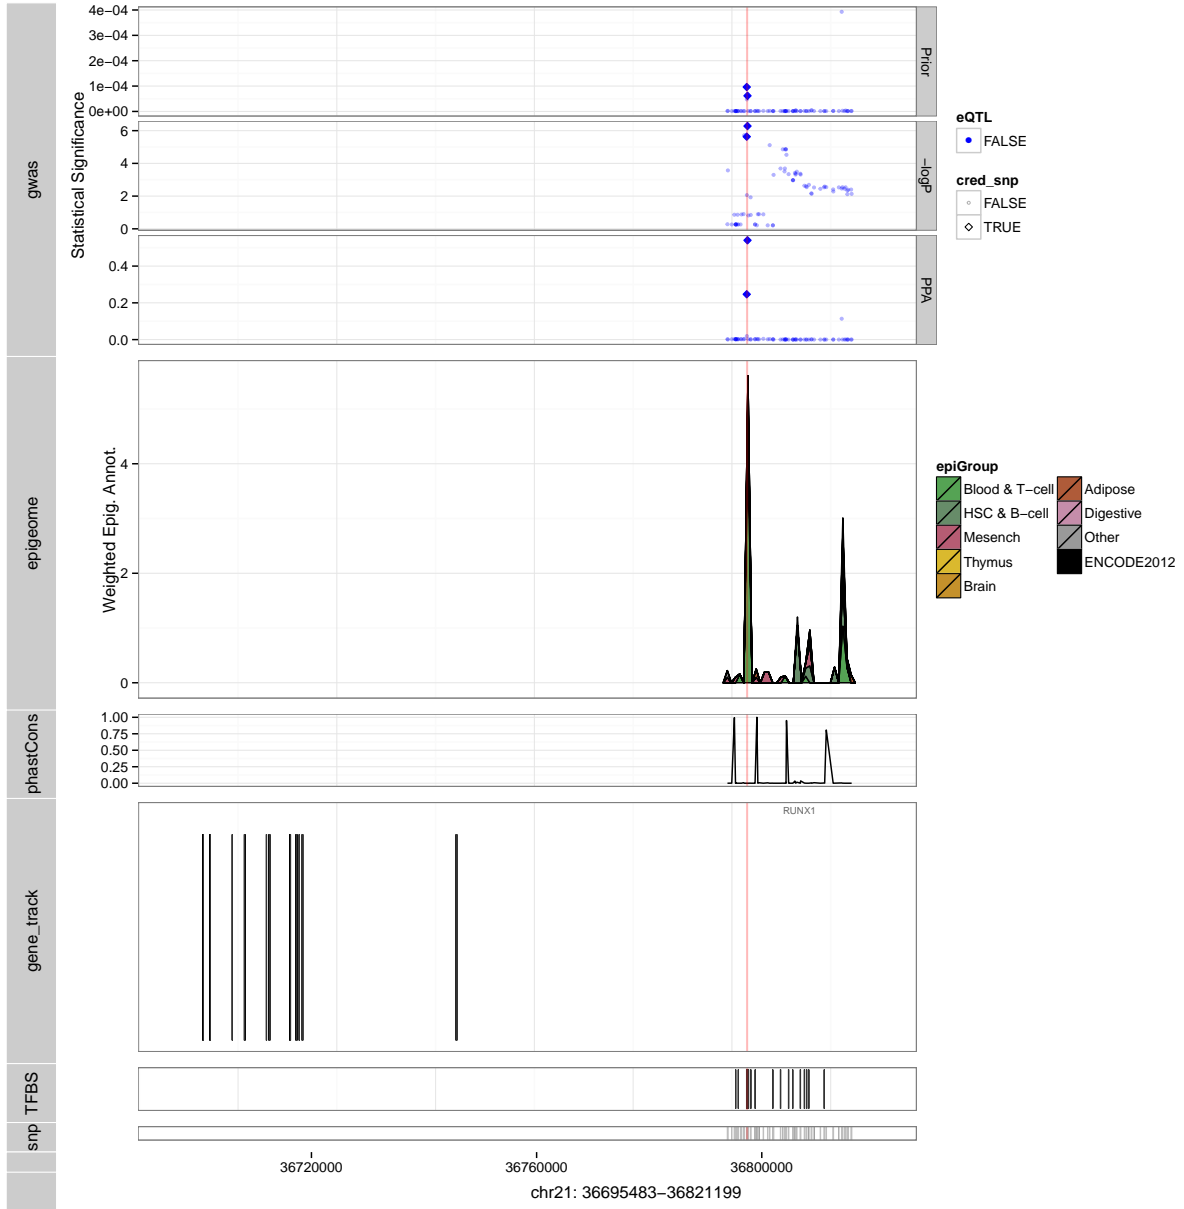 gwas
Statistical Significance
4e−04
3e−04
2e−04
1e−04
0e+00
Prior
6
4
2
0
−logP
0.4
0.2
0.0
PPA
eQTL
FALSE
cred_snp
FALSE
TRUE
epigeome
Weighted Epig. Annot.
4
2
0
epiGroup
Blood & T−cell
HSC & B−cell
Mesench
Thymus
Brain
Adipose
Digestive
Other
ENCODE2012
phastCons
1.00
0.75
0.50
0.25
0.00
gene_track
RUNX1
TFBS
snp
36720000 36760000 36800000
chr21: 36695483−36821199